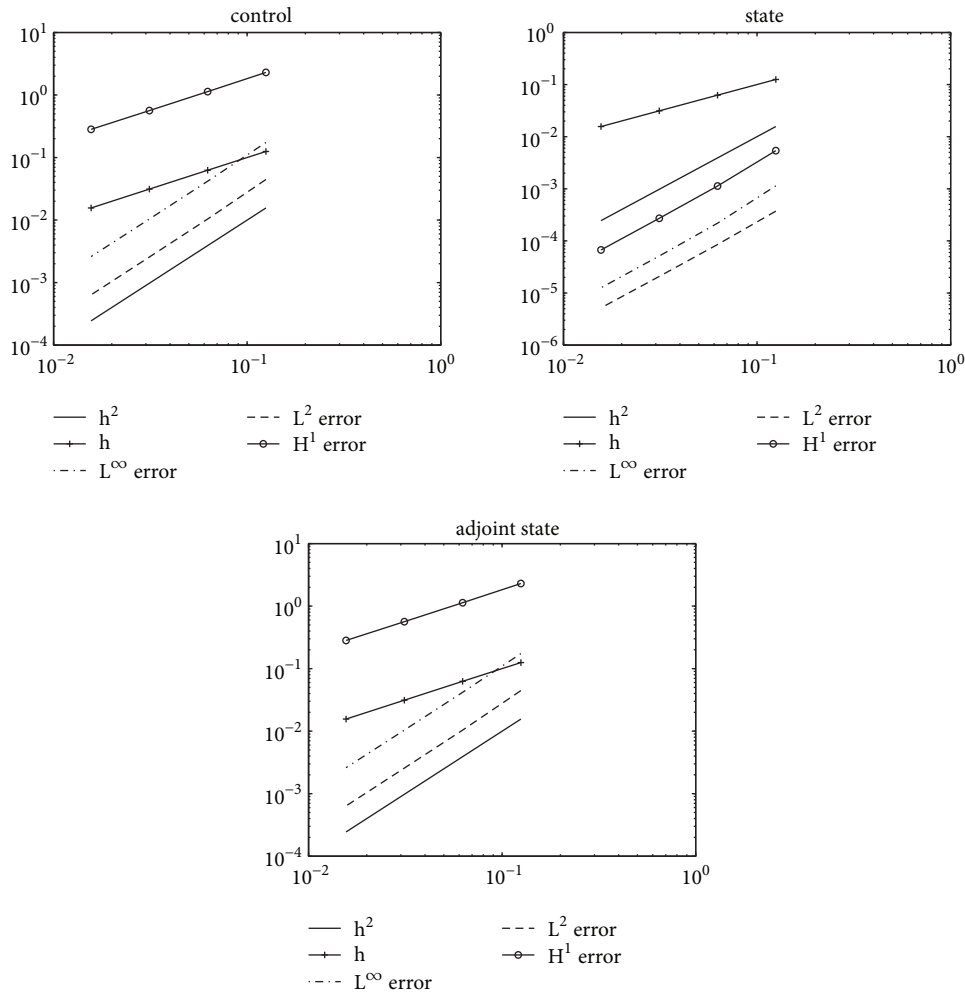 control
10^1
10^0
10^-1
10^-2
10^-3
10^-4
10^-2 10^-1 10^0
h^2
h
L^∞ error
L^2 error
H^1 error
state
10^0
10^-1
10^-2
10^-3
10^-4
10^-5
10^-6
10^-2 10^-1 10^0
h^2
h
L^∞ error
L^2 error
H^1 error
adjoint state
10^1
10^0
10^-1
10^-2
10^-3
10^-4
10^-2 10^-1 10^0
h^2
h
L^∞ error
L^2 error
H^1 error